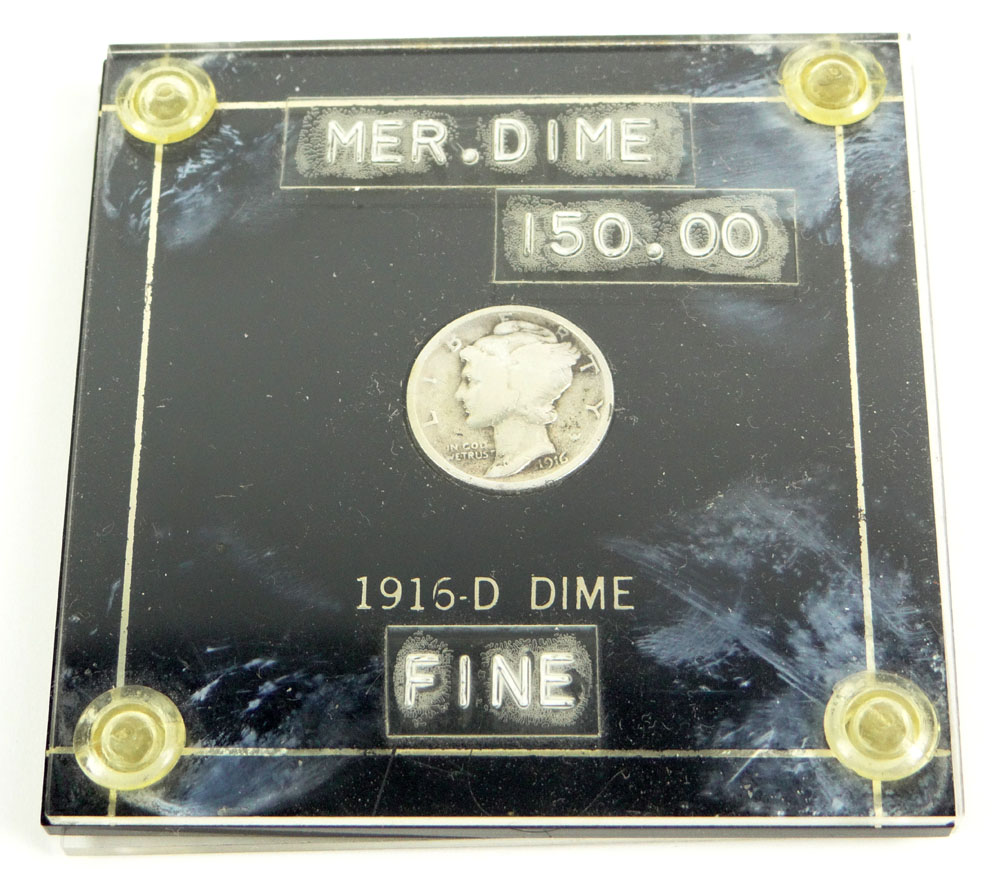 MER.DIME
150.00
LIBERTY
IN GOD
WE TRUST
1916
1916-D DIME
FINE